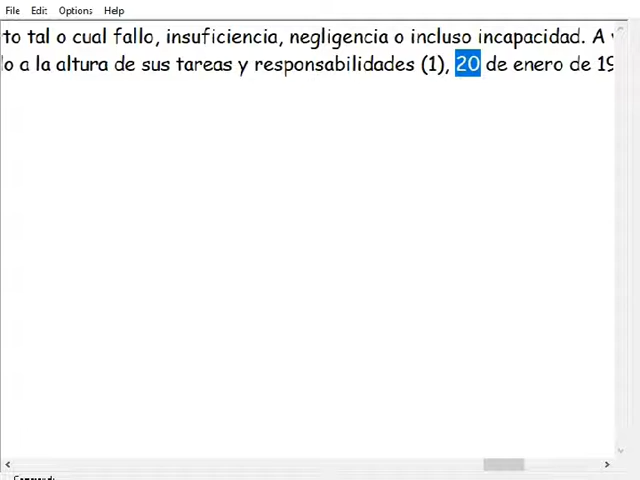 File Edit Options Help
to tal o cual fallo, insuficiencia, negligencia o incluso incapacidad. A
lo a la altura de sus tareas y responsabilidades (1), 20 de enero de 19